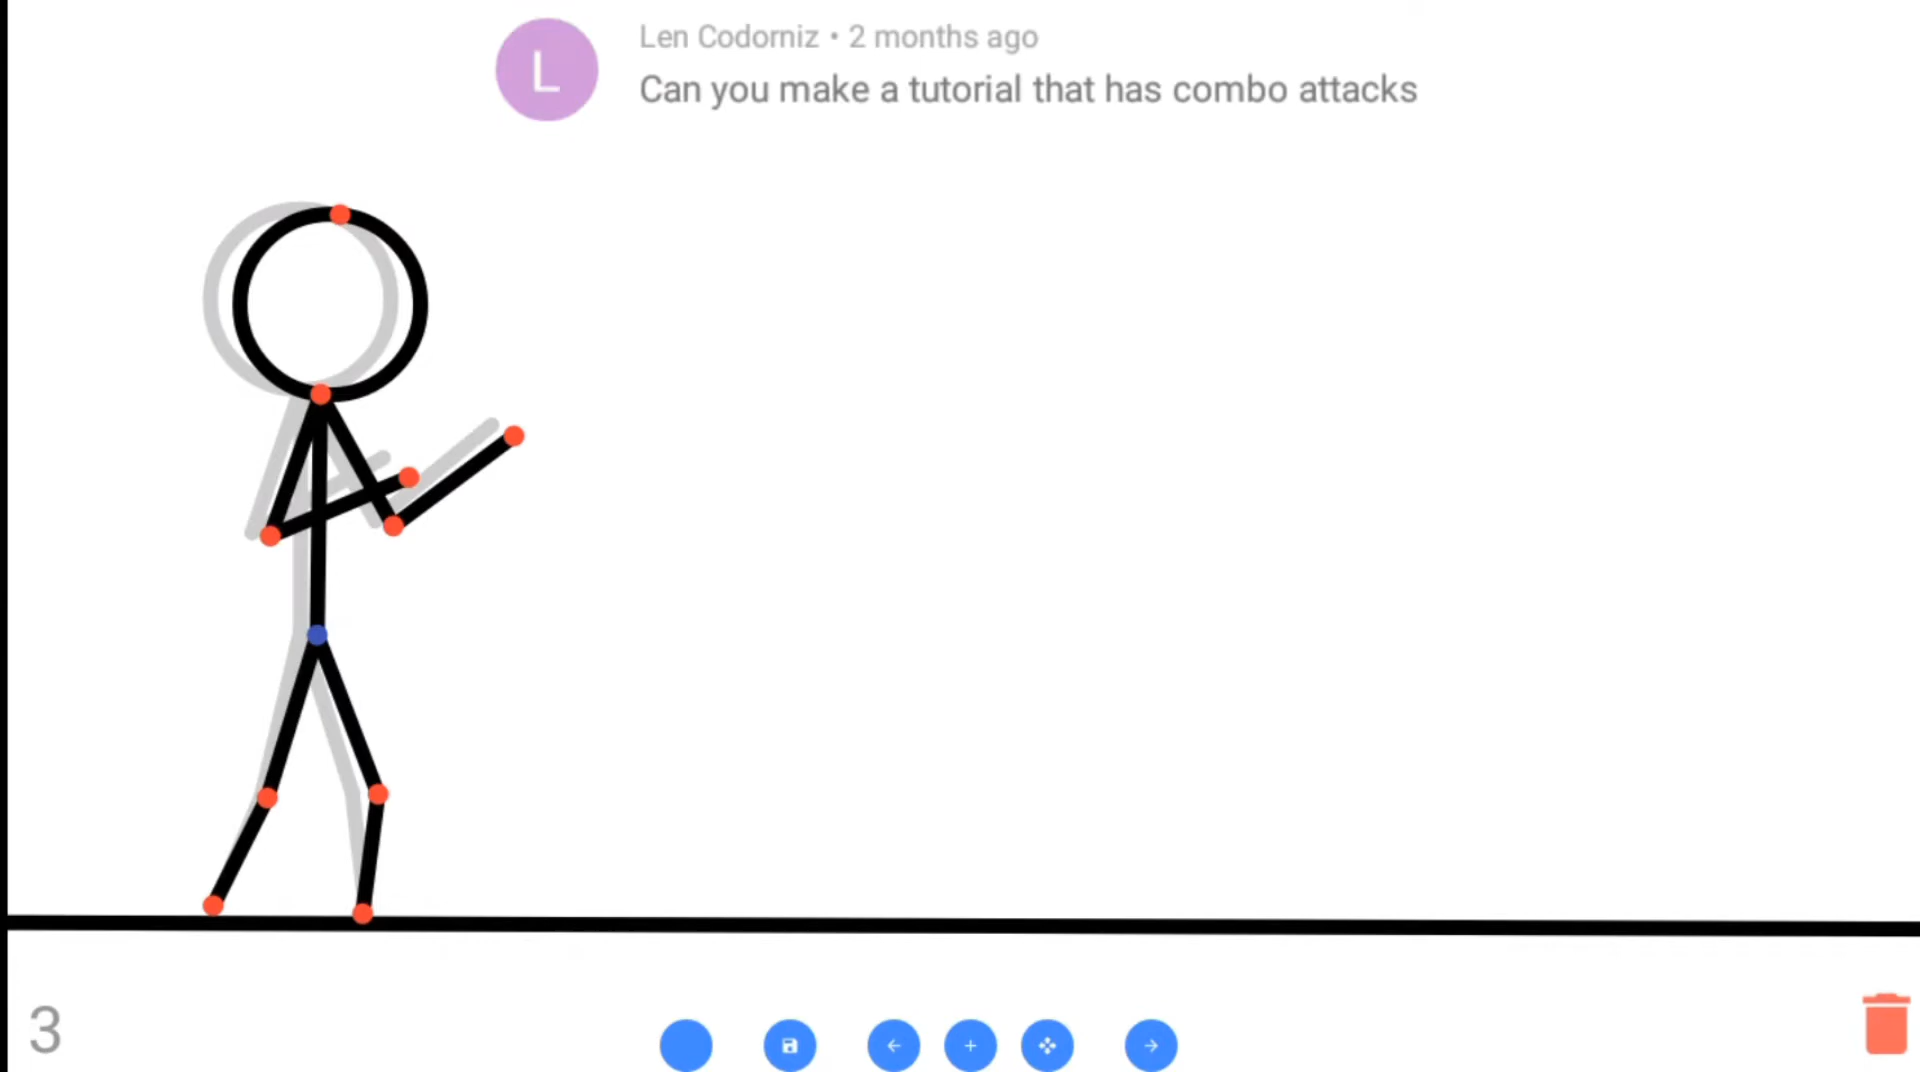 L
Len Codorniz • 2 months ago
Can you make a tutorial that has combo attacks
3